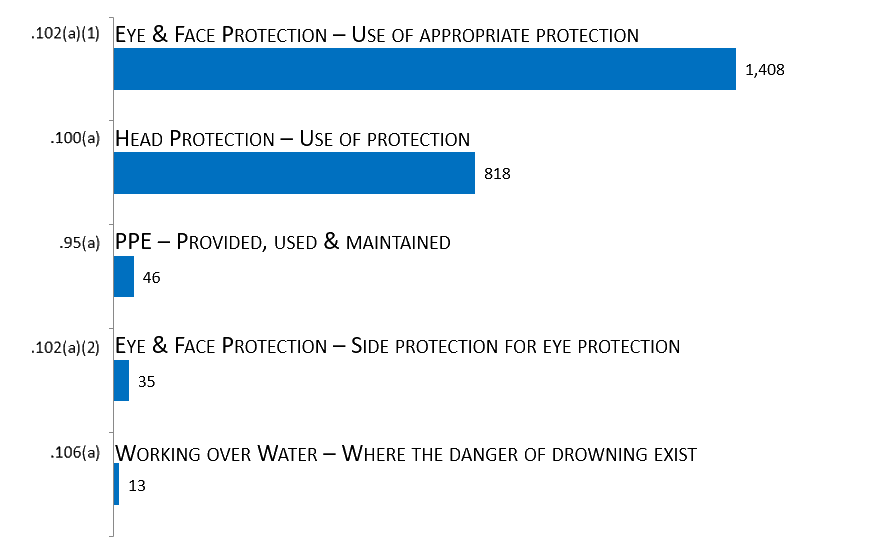 .102(a)(1) Eye & Face Protection – Use of appropriate protection
1,408
.100(a) Head Protection – Use of protection
818
.95(a) PPE – Provided, used & maintained
46
.102(a)(2) Eye & Face Protection – Side protection for eye protection
35
.106(a) Working over Water – Where the danger of drowning exist
13